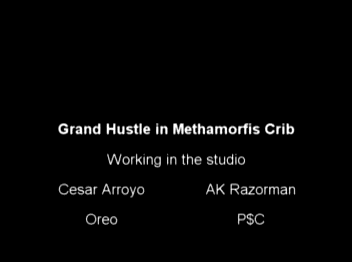 Grand Hustle in Methamorfis Crib
Working in the studio
Cesar Arroyo AK Razorman
Oreo P$C